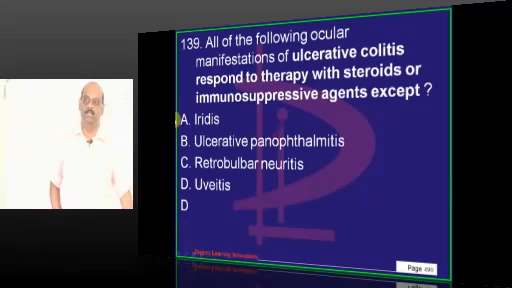 139. All of the following ocular
manifestations of ulcerative colitis
respond to therapy with steroids or
immunosuppressive agents except ?
A. Iridis
B. Ulcerative panophthalmitis
C. Retrobulbar neuritis
D. Uveitis
D
Page 490